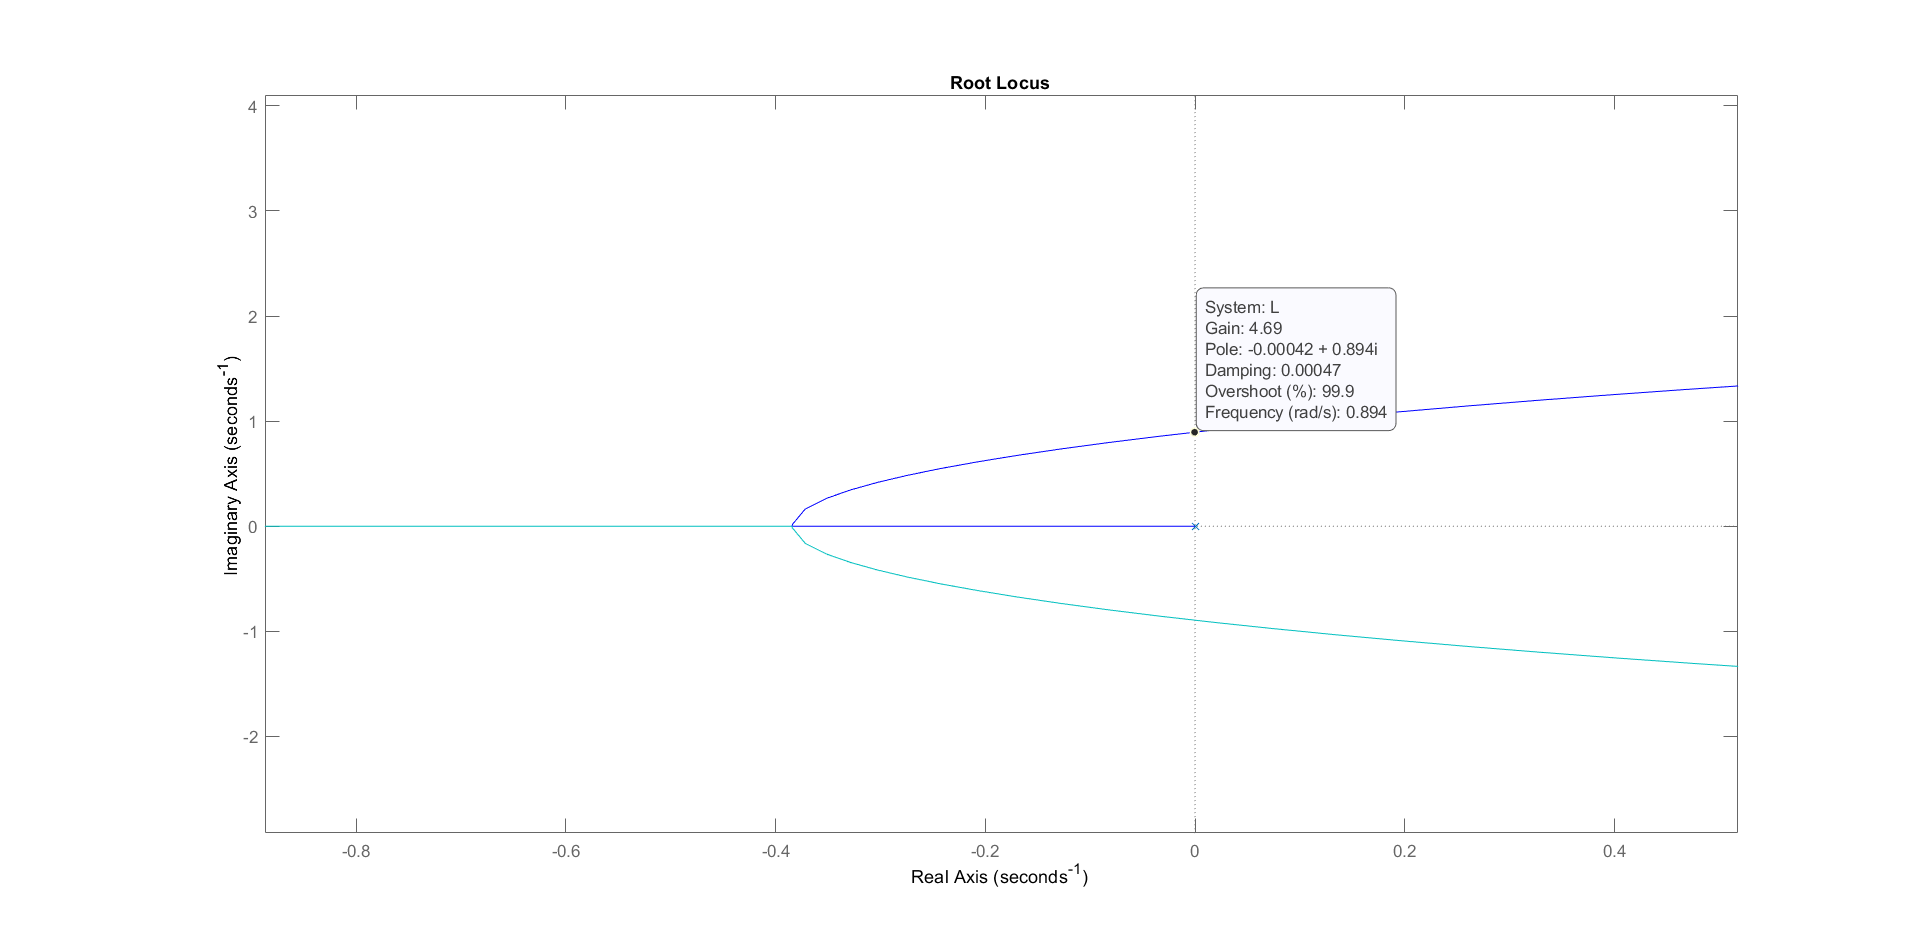 Root Locus
4
3
2
1
0
-1
-2
Imaginary Axis (seconds-1)
System: L
Gain: 4.69
Pole: -0.00042 + 0.894i
Damping: 0.00047
Overshoot (%): 99.9
Frequency (rad/s): 0.894
-0.8 -0.6 -0.4 -0.2 0 0.2 0.4
Real Axis (seconds-1)